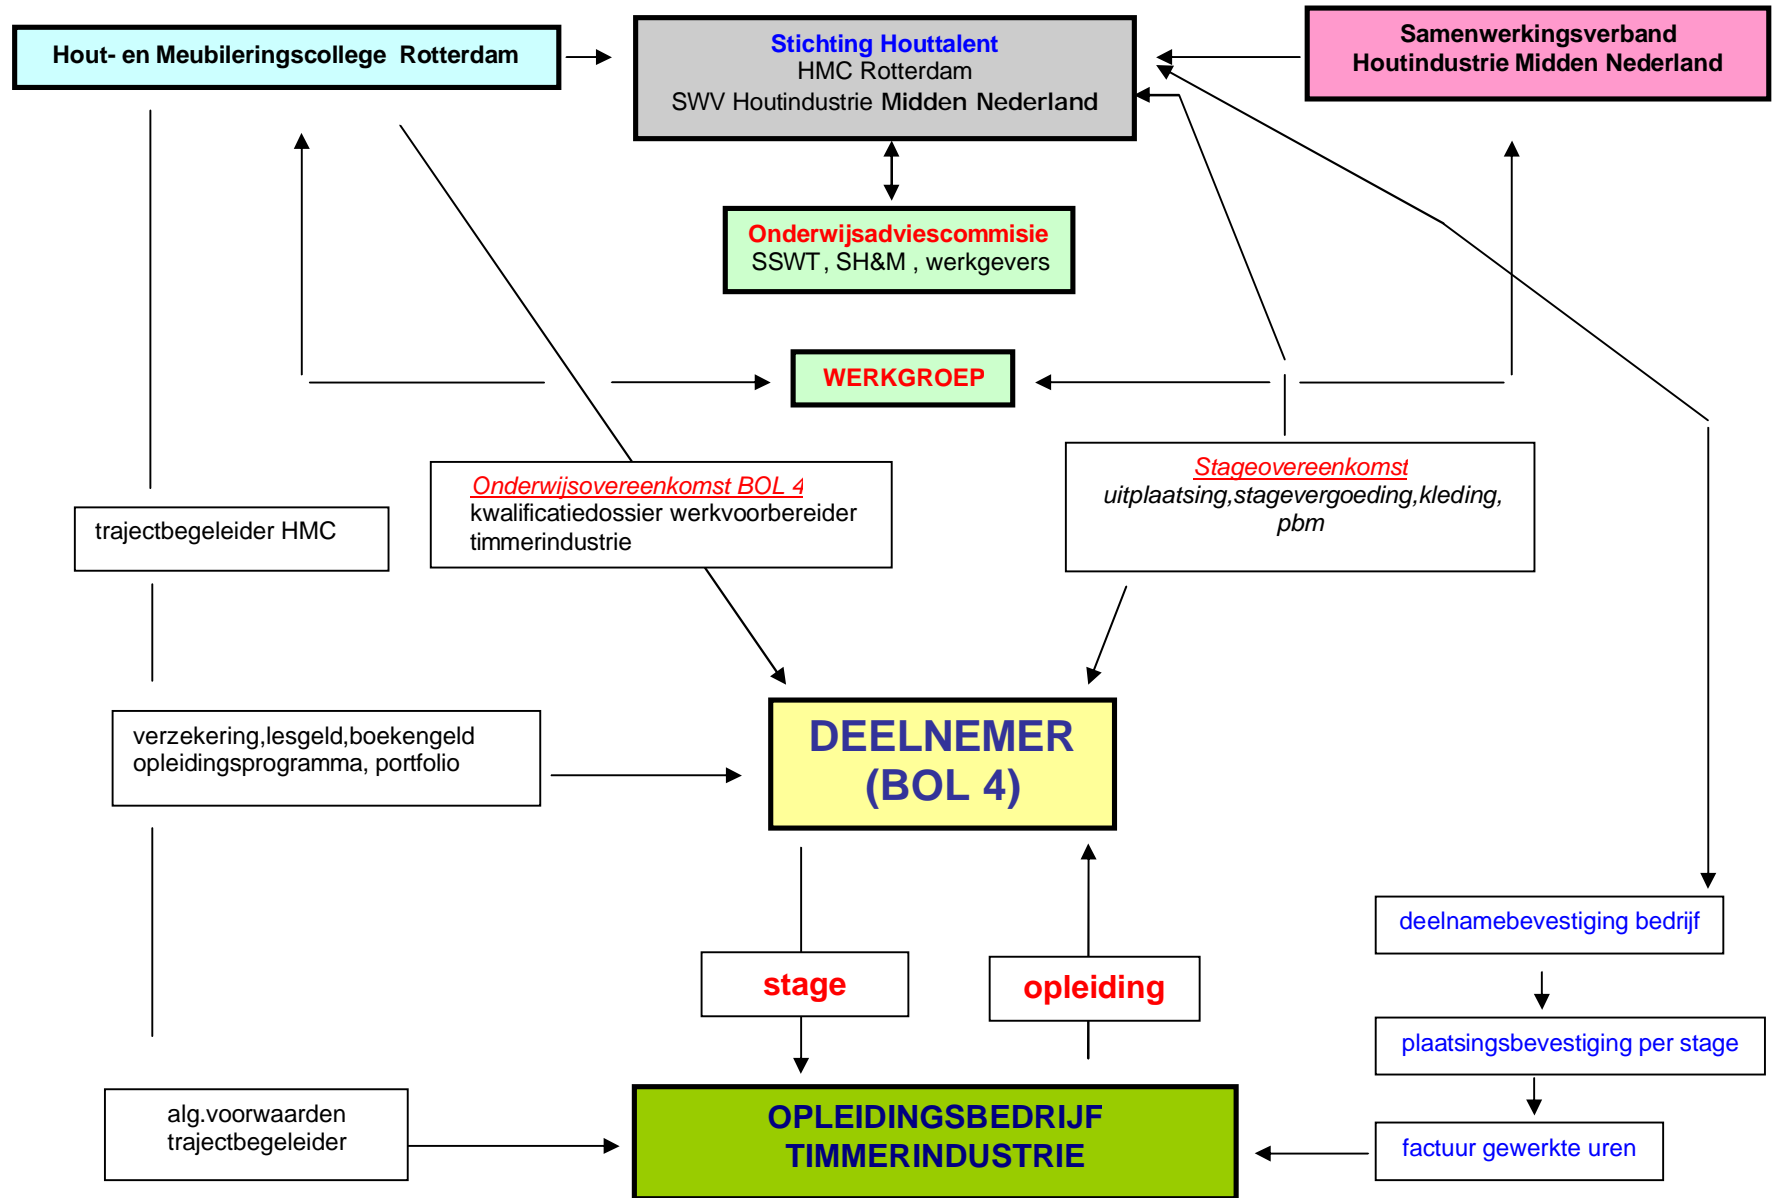 Hout- en Meubileringscollege Rotterdam
Stichting Houttalent
HMC Rotterdam
SWV Houtindustrie Midden Nederland
Samenwerkingsverband
Houtindustrie Midden Nederland
Onderwijsadviescommisie
SSWT, SH&M , werkgevers
WERKGROEP
Onderwijsovereenkomst BOL 4
kwalificatiedossier werkvoorbereider
timmerindustrie
Stageovereenkomst
uitplaatsing,stagevergoeding,kleding,
pbm
trajectbegeleider HMC
verzekering,lesgeld,boekengeld
opleidingsprogramma, portfolio
DEELNEMER
(BOL 4)
deelnamebevestiging bedrijf
stage
opleiding
plaatsingsbevestiging per stage
alg.voorwaarden
trajectbegeleider
OPLEIDINGSBEDRIJF
TIMMERINDUSTRIE
factuur gewerkte uren